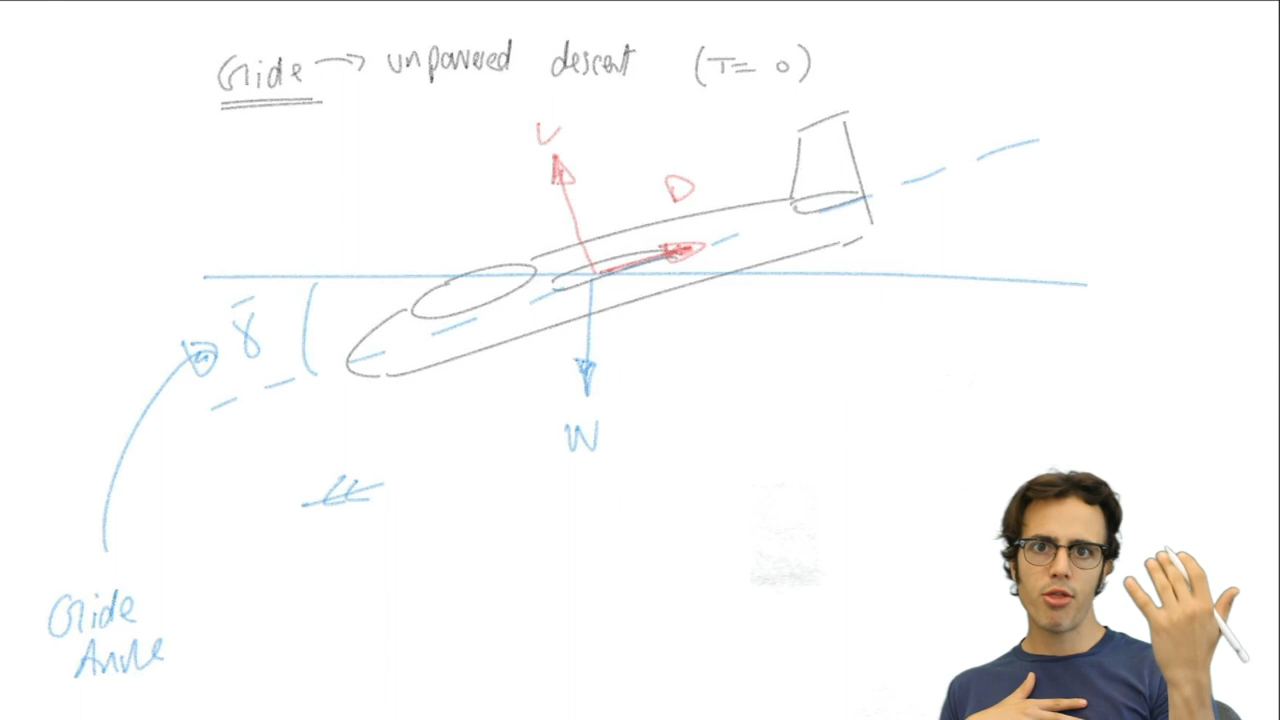 Glide → unpowered descent (T = 0)
L
D
γ̄
W
Glide
Angle